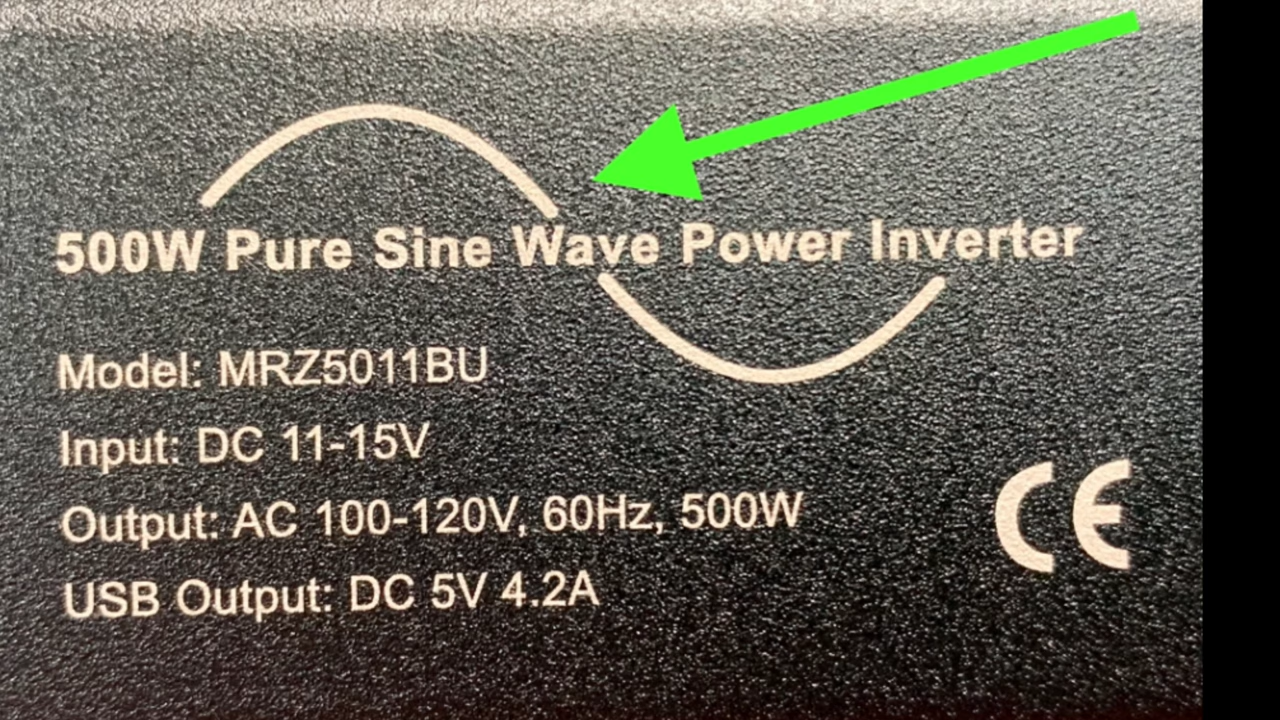 500W Pure Sine Wave Power Inverter
Model: MRZ5011BU
Input: DC 11-15V
Output: AC 100-120V, 60Hz, 500W
USB Output: DC 5V 4.2A
CE